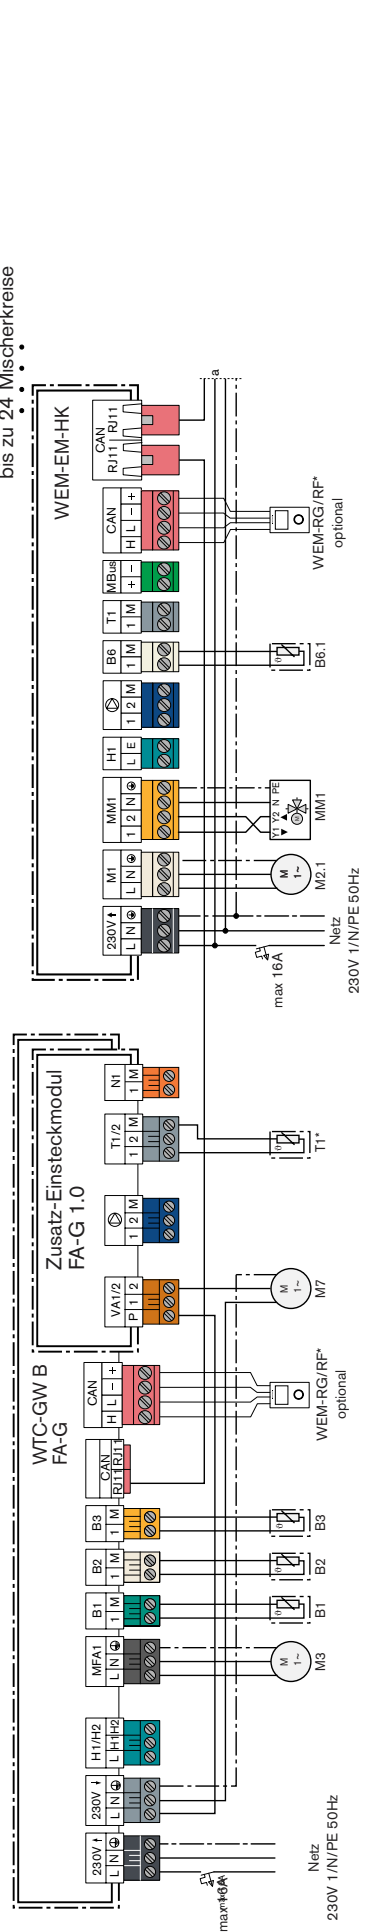 bis zu 24 Mischerkreise
WTC-GW B
FA-G
Zusatz-Einsteckmodul
FA-G 1.0
230V
L N
230V
L N
H1/H2
L H1 H2
MFA1
L N
B1
1 M
B2
1 M
B3
1 M
CAN
RJ11 RJ11
CAN
H L − +
VA1/2
P 1 2
1 2 M
T1/2
1 2 M
N1
1 M
max 16A
Netz
230V 1/N/PE 50Hz
M
1~
M3
ϑ
B1
ϑ
B2
ϑ
B3
WEM-RG/RF*
optional
M
1~
M7
ϑ
T1*
WEM-EM-HK
230V
L N
M1
L N
MM1
1 2 N
H1
L E
1 2 M
B6
1 M
T1
1 M
MBus
+ −
CAN
H L − +
CAN
RJ11 RJ11
a
max 16A
Netz
230V 1/N/PE 50Hz
M
1~
M2.1
Y1 Y2 N PE
M
MM1
ϑ
B6.1
WEM-RG/RF*
optional